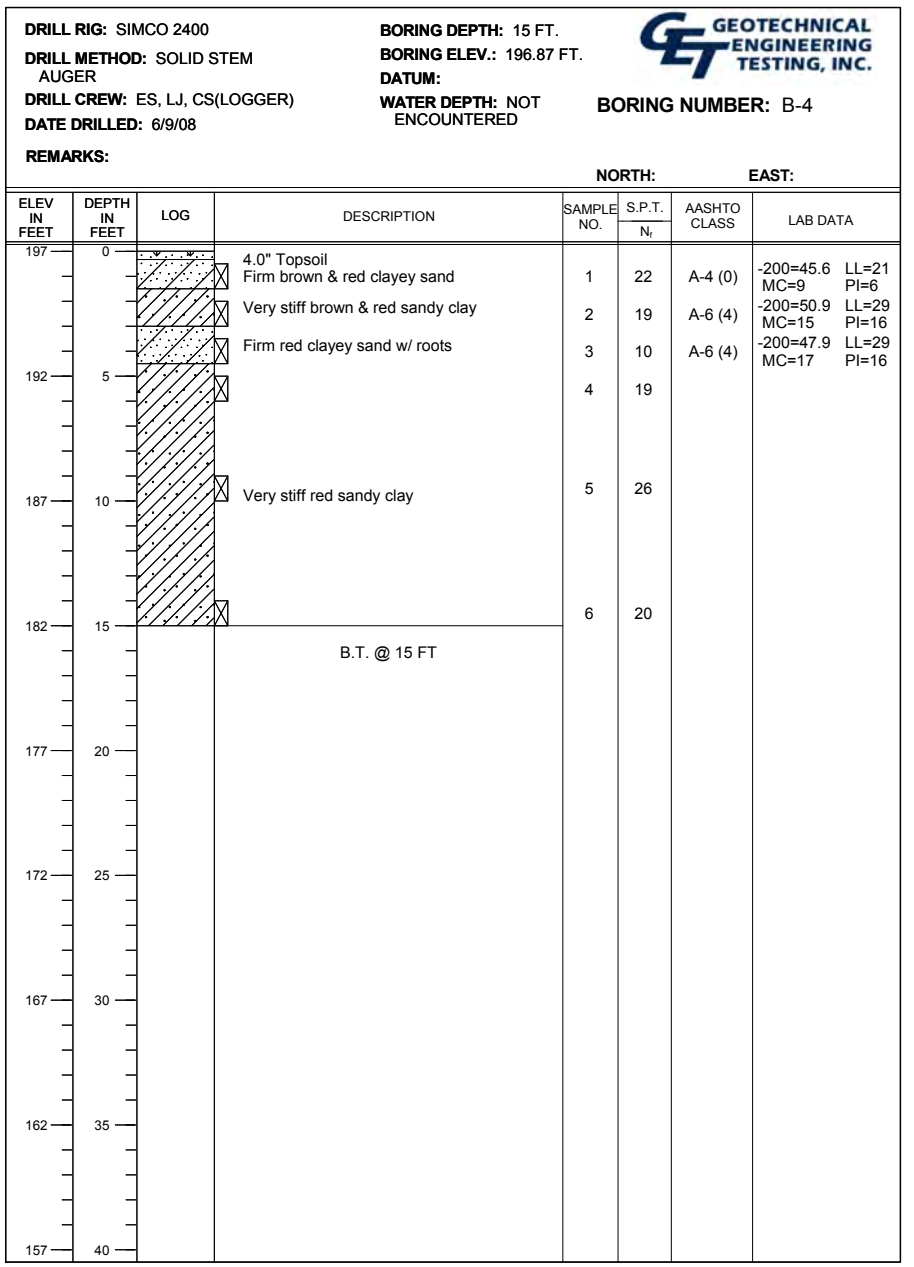 DRILL RIG: SIMCO 2400
DRILL METHOD: SOLID STEM
AUGER
DRILL CREW: ES, LJ, CS(LOGGER)
DATE DRILLED: 6/9/08
REMARKS:
BORING DEPTH: 15 FT.
BORING ELEV.: 196.87 FT.
DATUM:
WATER DEPTH: NOT
ENCOUNTERED
GET GEOTECHNICAL
ENGINEERING
TESTING, INC.
BORING NUMBER: B-4
NORTH: EAST:
ELEV IN FEET
DEPTH IN FEET
LOG
DESCRIPTION
SAMPLE NO.
S.P.T. Nr
AASHTO CLASS
LAB DATA
197 0
4.0" Topsoil
Firm brown & red clayey sand 1 22 A-4 (0) -200=45.6 LL=21
MC=9 PI=6
Very stiff brown & red sandy clay 2 19 A-6 (4) -200=50.9 LL=29
MC=15 PI=16
Firm red clayey sand w/ roots 3 10 A-6 (4) -200=47.9 LL=29
MC=17 PI=16
192 5
4 19
187 10 Very stiff red sandy clay 5 26
6 20
182 15
B.T. @ 15 FT
177 20
172 25
167 30
162 35
157 40